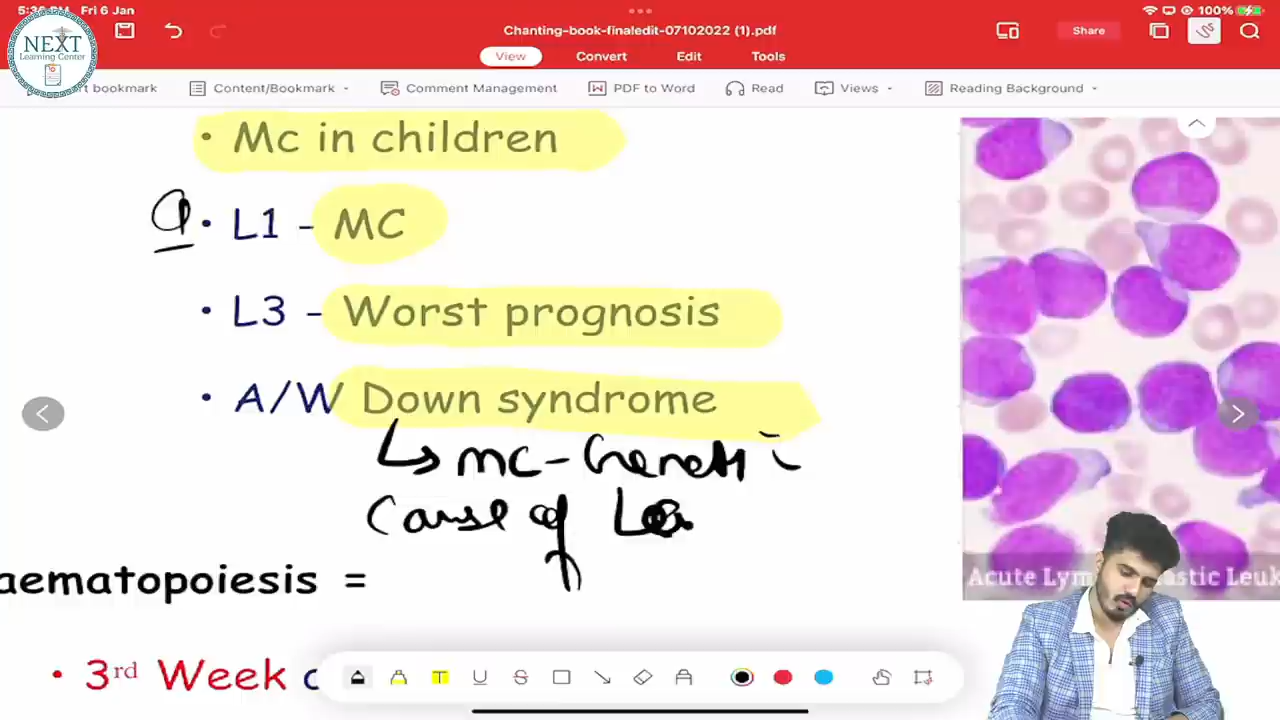 5:36 PM Fri 6 Jan
100%
NEXT
Learning Center
Chanting-book-finaledit-07102022 (1).pdf
Share
View Convert Edit Tools
bookmark Content/Bookmark Comment Management PDF to Word Read Views Reading Background
• Mc in children
Q • L1 - MC
• L3 - Worst prognosis
• A/W Down syndrome
↳ MC - Genetic
Cause of
aematopoiesis =
Acute Lym astic Leuk
• 3rd Week